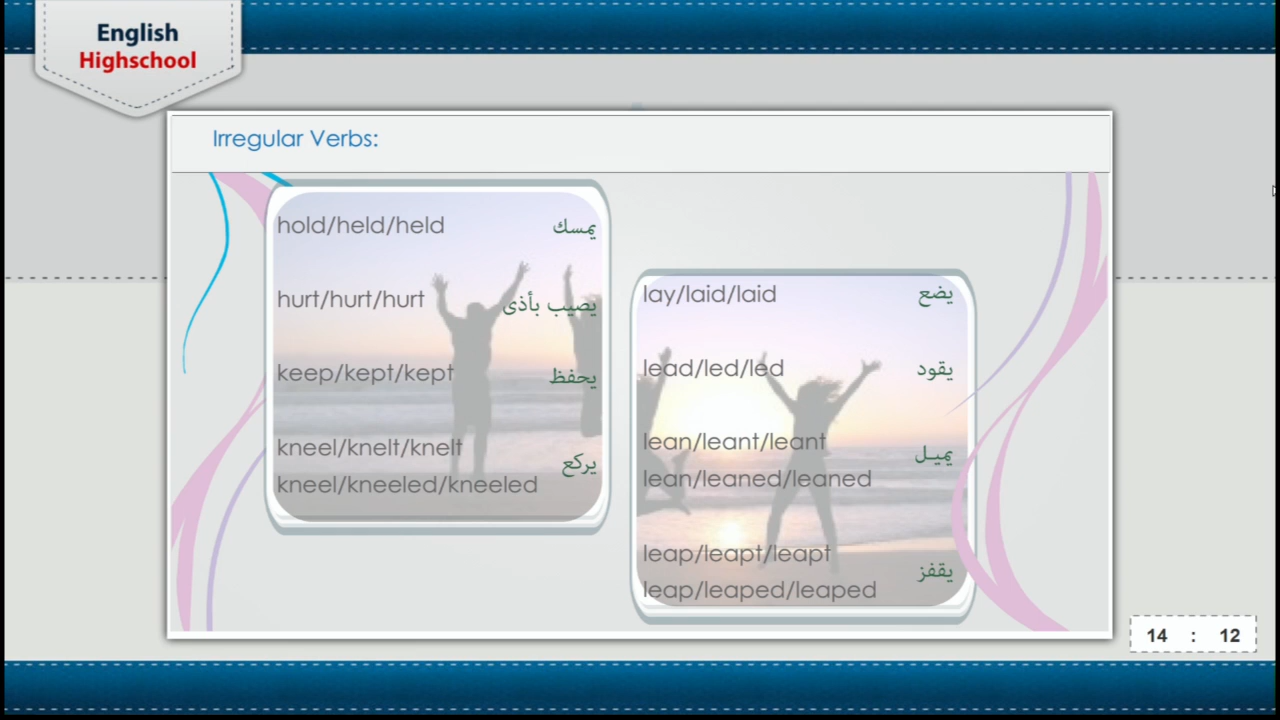 English
Highschool
Irregular Verbs:
hold/held/held يمسك
hurt/hurt/hurt يصيب بأذى
keep/kept/kept يحفظ
kneel/knelt/knelt
يركع
kneel/kneeled/kneeled
lay/laid/laid يضع
lead/led/led يقود
lean/leant/leant
يميـل
lean/leaned/leaned
leap/leapt/leapt
يقفز
leap/leaped/leaped
14 : 12